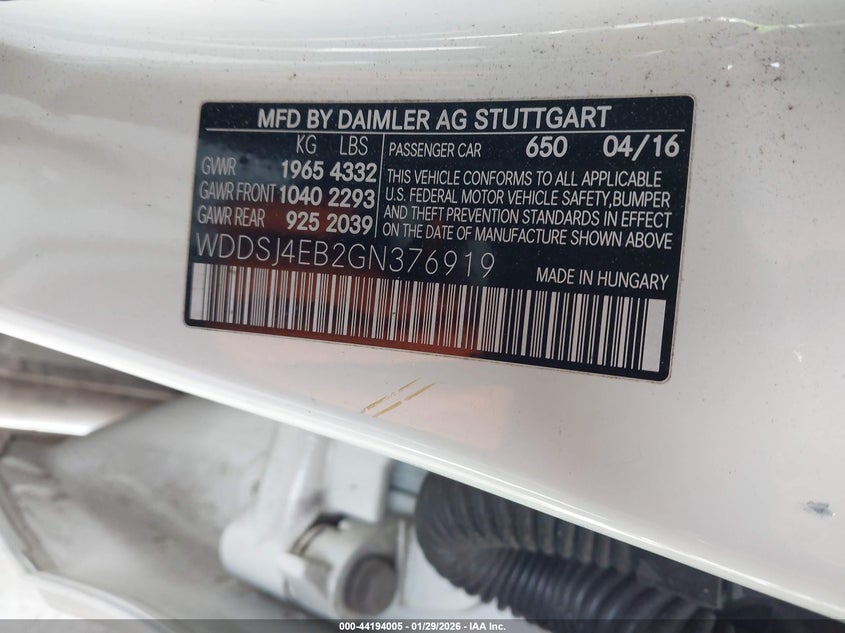 MFD BY DAIMLER AG STUTTGART
KG LBS
GVWR 1965 4332
GAWR FRONT 1040 2293
GAWR REAR 925 2039
PASSENGER CAR 650 04/16
THIS VEHICLE CONFORMS TO ALL APPLICABLE
U.S. FEDERAL MOTOR VEHICLE SAFETY,BUMPER
AND THEFT PREVENTION STANDARDS IN EFFECT
ON THE DATE OF MANUFACTURE SHOWN ABOVE
WDDSJ4EB2GN376919
MADE IN HUNGARY
000-44194005 - 01/29/2026 - IAA Inc.